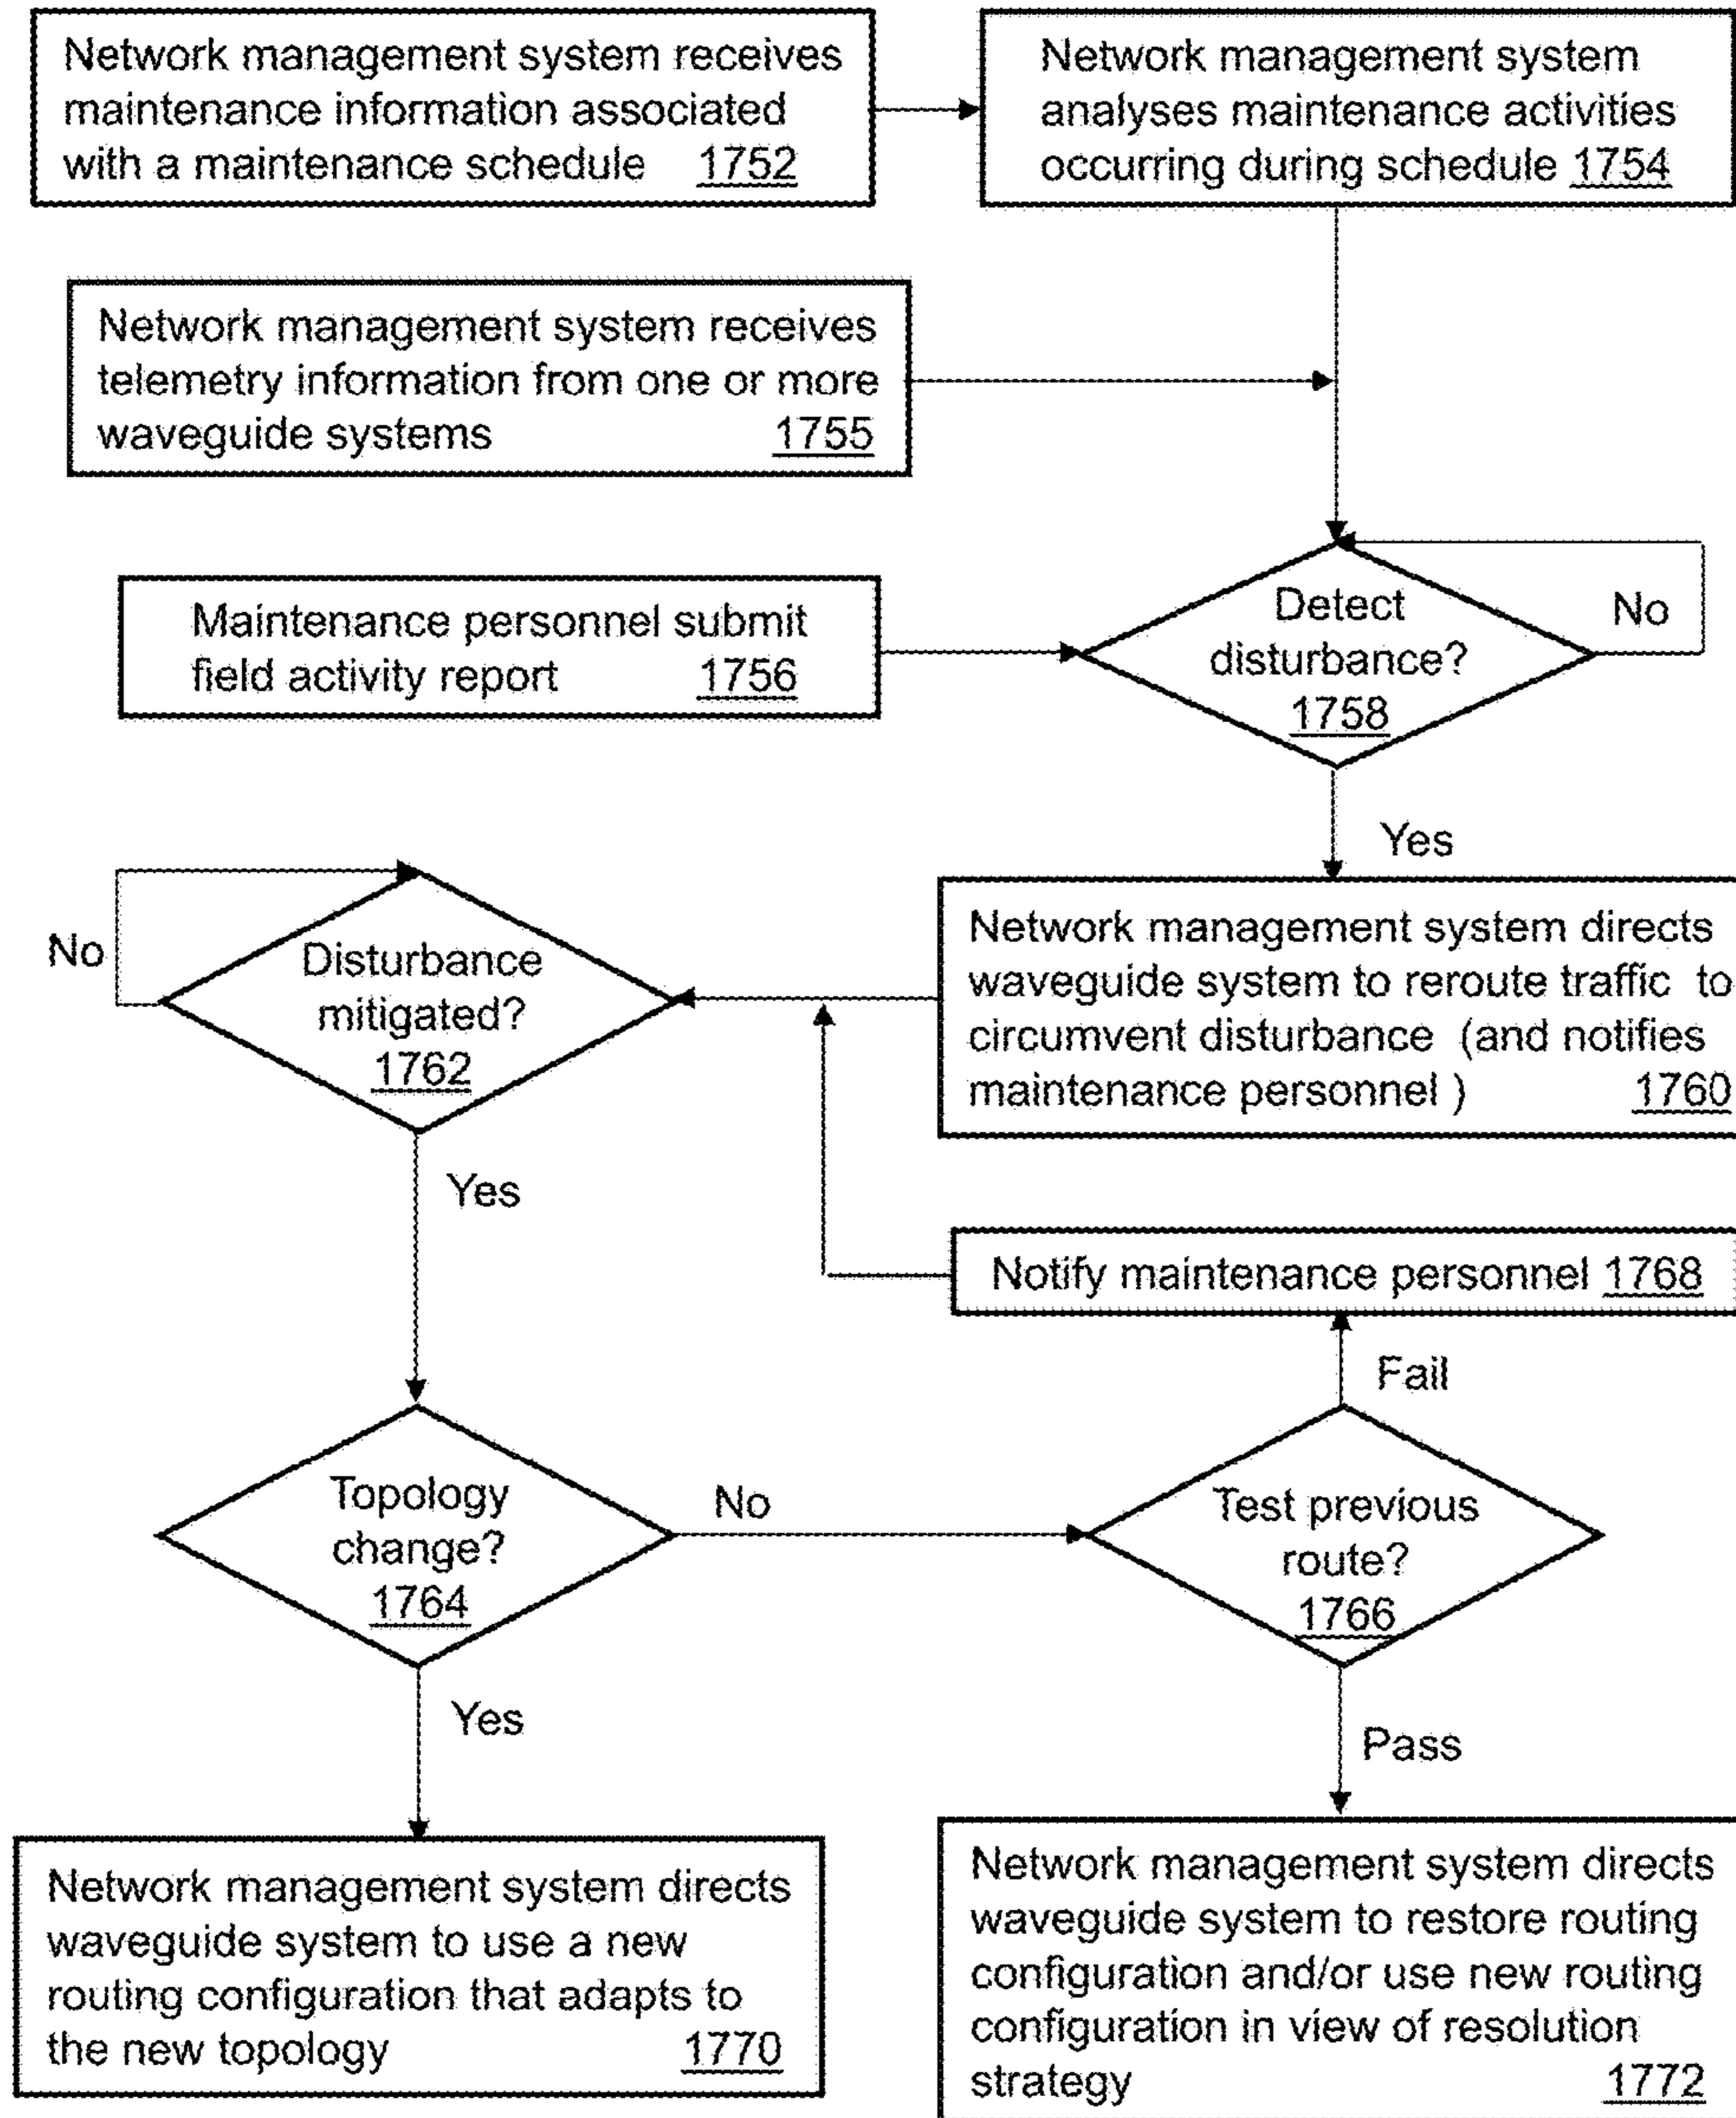 Network management system receives
maintenance information associated
with a maintenance schedule 1752
Network management system
analyses maintenance activities
occurring during schedule 1754
Network management system receives
telemetry information from one or more
waveguide systems 1755
Maintenance personnel submit
field activity report 1756
Detect
disturbance?
1758
No
Yes
Network management system directs
waveguide system to reroute traffic to
circumvent disturbance (and notifies
maintenance personnel ) 1760
No
Disturbance
mitigated?
1762
Yes
Notify maintenance personnel 1768
Fail
Topology
change?
1764
No
Test previous
route?
1766
Yes
Pass
Network management system directs
waveguide system to use a new
routing configuration that adapts to
the new topology 1770
Network management system directs
waveguide system to restore routing
configuration and/or use new routing
configuration in view of resolution
strategy 1772